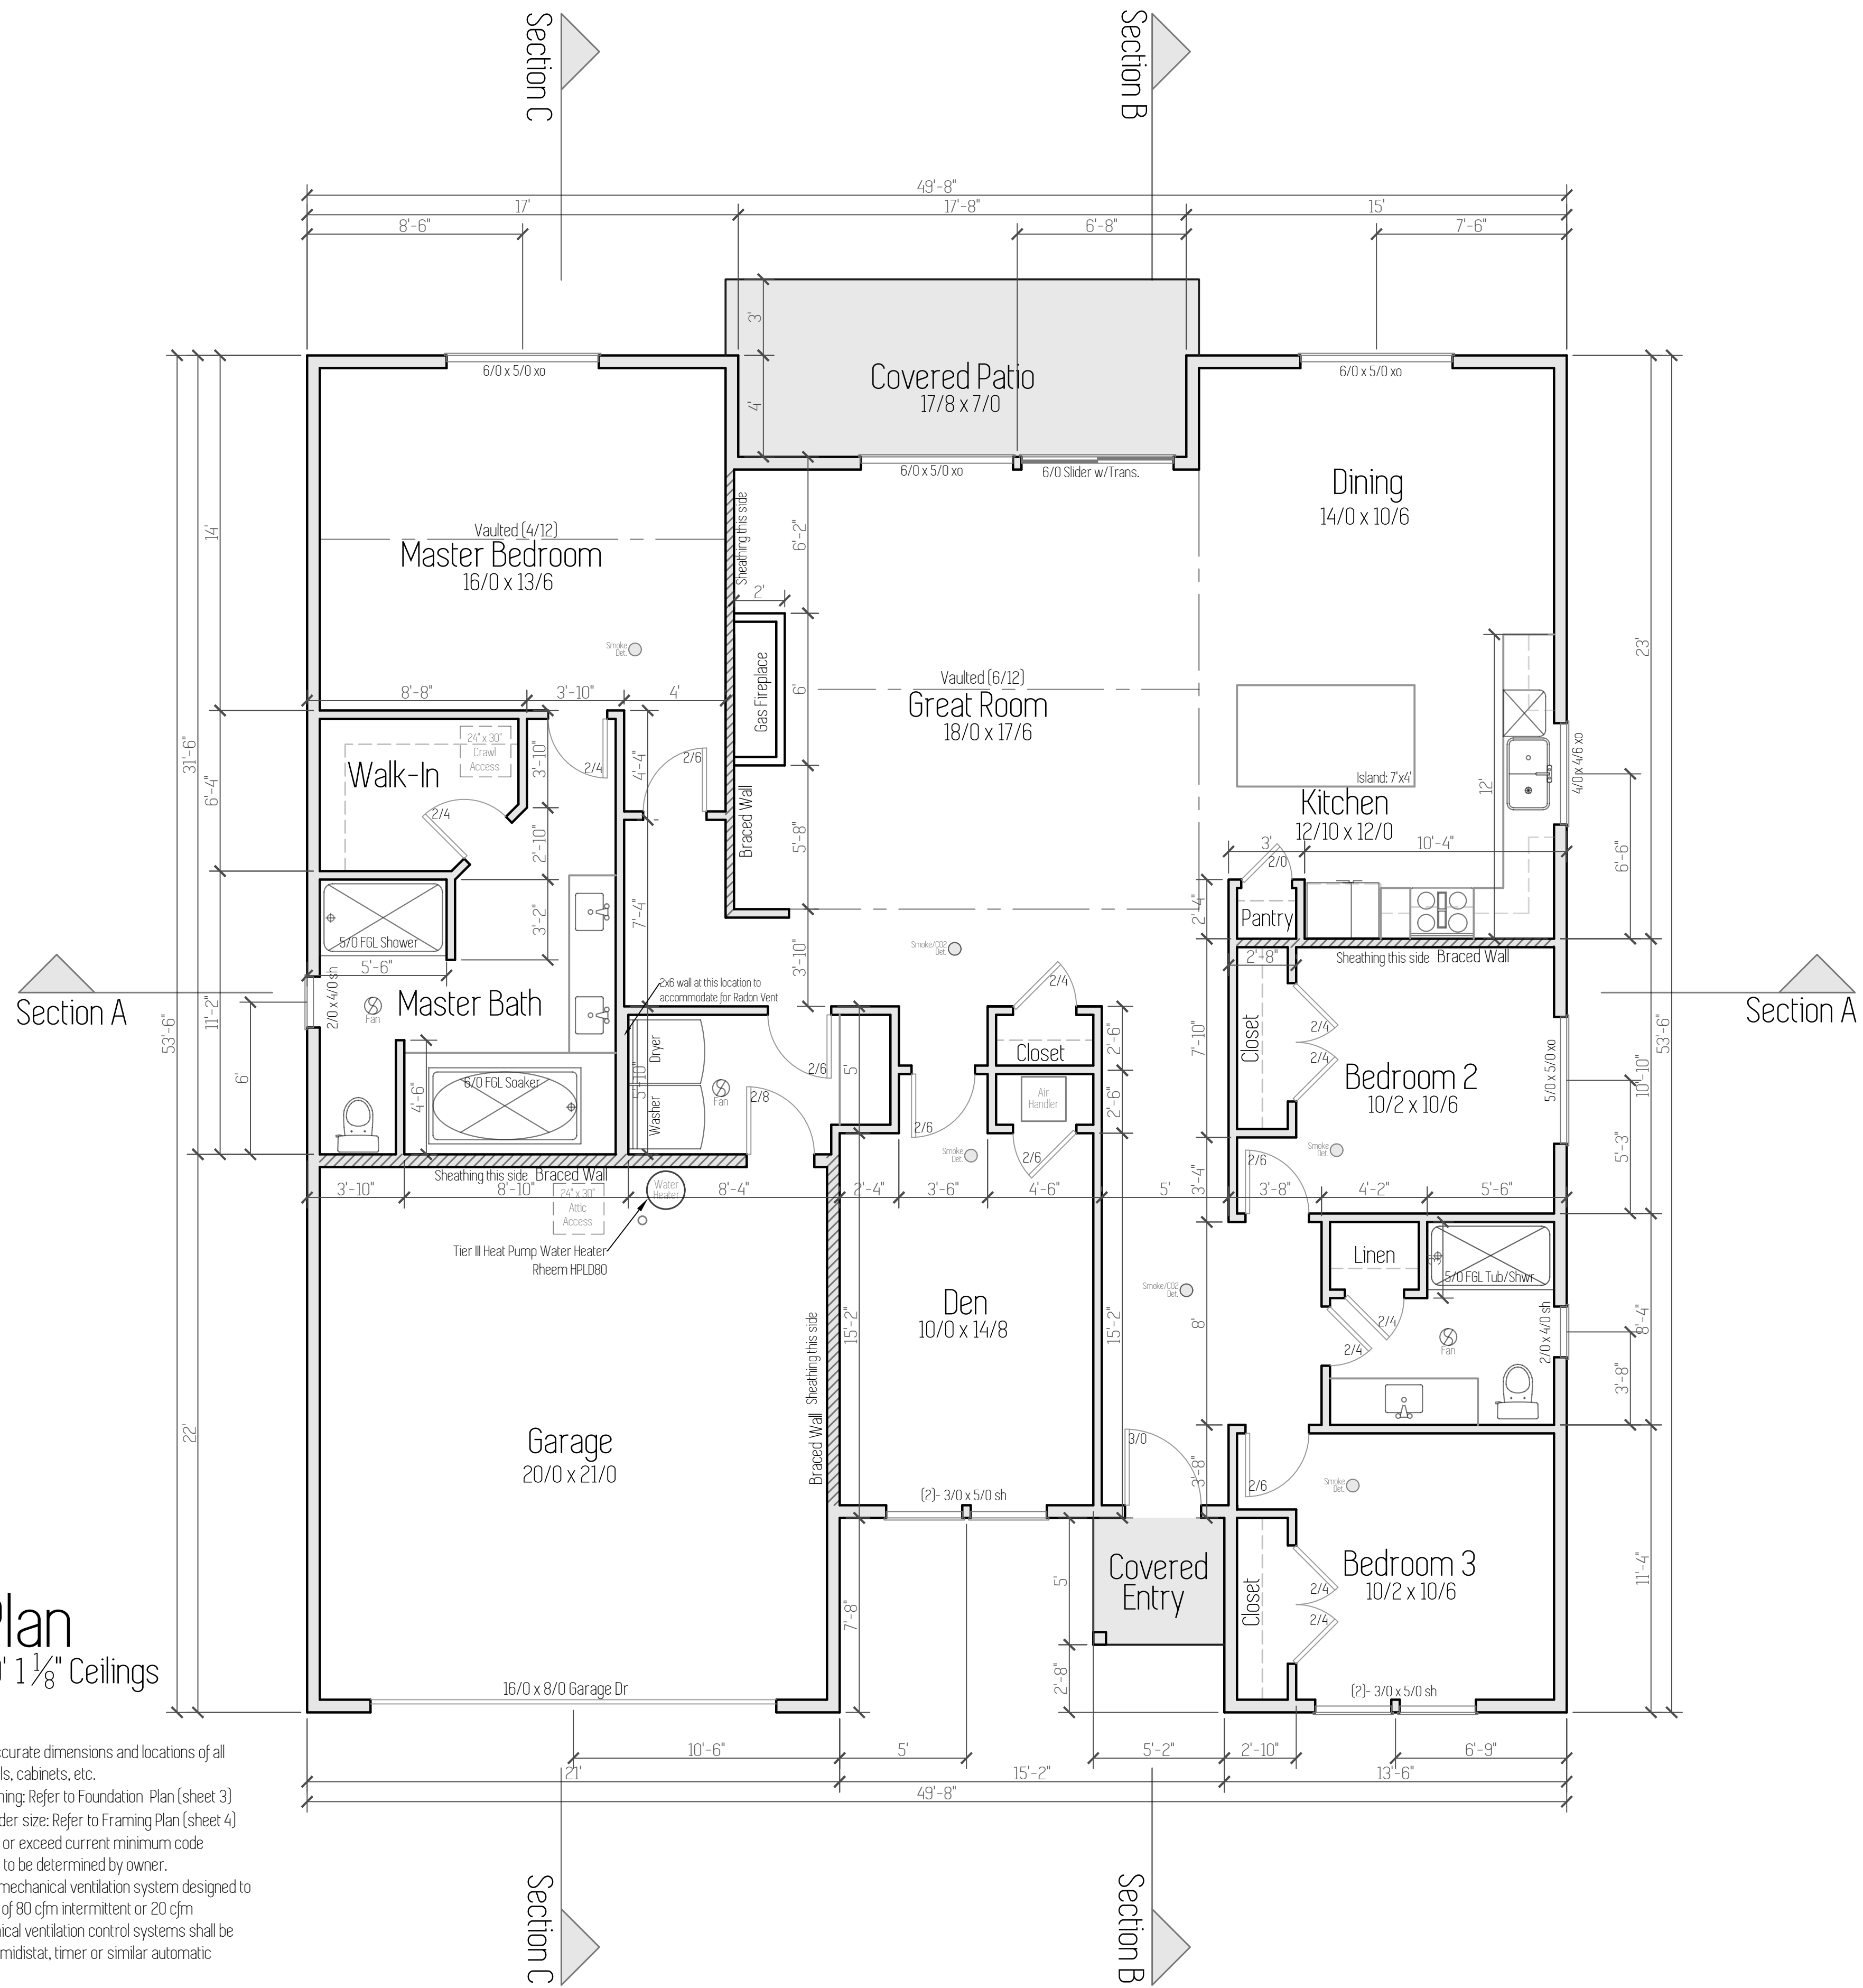 Section C
Section B
49'-8"
17'
17'-8"
15'
8'-6"
6'-8"
7'-6"
3'
4'
6/0 x 5/0 xo
Covered Patio
17/8 x 7/0
6/0 x 5/0 xo
6/0 x 5/0 xo
6/0 Slider w/Trans.
Dining
14/0 x 10/6
Vaulted (4/12)
Master Bedroom
16/0 x 13/6
Sheathing this side
6'-2"
2'
14'
23'
Smoke
Det.
Gas Fireplace
6'
Vaulted (6/12)
Great Room
18/0 x 17/6
8'-8"
3'-10"
4'
31'-6"
6'-4"
24" x 30"
Crawl
Access
Walk-In
3'-10"
2/4
4'-4"
2/6
2/4
2'-10"
Braced Wall
5'-8"
Island: 7'x4'
Kitchen
12/10 x 12/0
12'
4/0 x 4/6 xo
6'-6"
3'
10'-4"
2/0
2'-4"
Pantry
5/0 FGL Shower
3'-2"
7'-4"
5'-6"
3'-10"
Smoke/CO2
Det.
2'-8"
Sheathing this side
Braced Wall
Section A
Section A
53'-6"
11'-2"
6'
2/0 x 4/0 sh
Fan
Master Bath
2x6 wall at this location to
accommodate for Radon Vent
2/4
Closet
2'-6"
7'-10"
Closet
2/4
2/4
Bedroom 2
10/2 x 10/6
5/0 x 5/0 xo
10'-10"
53'-6"
5'-3"
6/0 FGL Soaker
4'-6"
5'-10"
Dryer
Washer
Fan
2/6
2/8
5'
2/6
Air
Handler
2'-6"
2/6
Smoke
Det.
Smoke
Det.
2/6
Sheathing this side
Braced Wall
3'-10"
8'-10"
8'-4"
2'-4"
3'-6"
4'-6"
5'
3'-4"
3'-8"
4'-2"
5'-6"
24" x 30"
Attic
Access
Water
Heater
Tier III Heat Pump Water Heater
Rheem HPLD80
Linen
3'
5/0 FGL Tub/Shwr
2/4
2/4
Fan
2/0 x 4/0 sh
8'-4"
3'-8"
Smoke/CO2
Det.
8'
Den
10/0 x 14/8
15'-2"
15'-2"
Sheathing this side
Braced Wall
22'
Garage
20/0 x 21/0
3/0
3'-8"
2/6
Smoke
Det.
(2)- 3/0 x 5/0 sh
Covered
Entry
5'
7'-8"
2'-8"
Closet
2/4
2/4
Bedroom 3
10/2 x 10/6
11'-4"
(2)- 3/0 x 5/0 sh
16/0 x 8/0 Garage Dr
Plan
' 1 1/8" Ceilings
10'-6"
5'
5'-2"
2'-10"
6'-9"
21'
15'-2"
13'-6"
49'-8"
dimensions and locations of all
cabinets, etc.
Refer to Foundation Plan (sheet 3)
size: Refer to Framing Plan (sheet 4)
or exceed current minimum code
to be determined by owner.
mechanical ventilation system designed to
of 80 cfm intermittent or 20 cfm
ventilation control systems shall be
timer or similar automatic
Section C
Section B